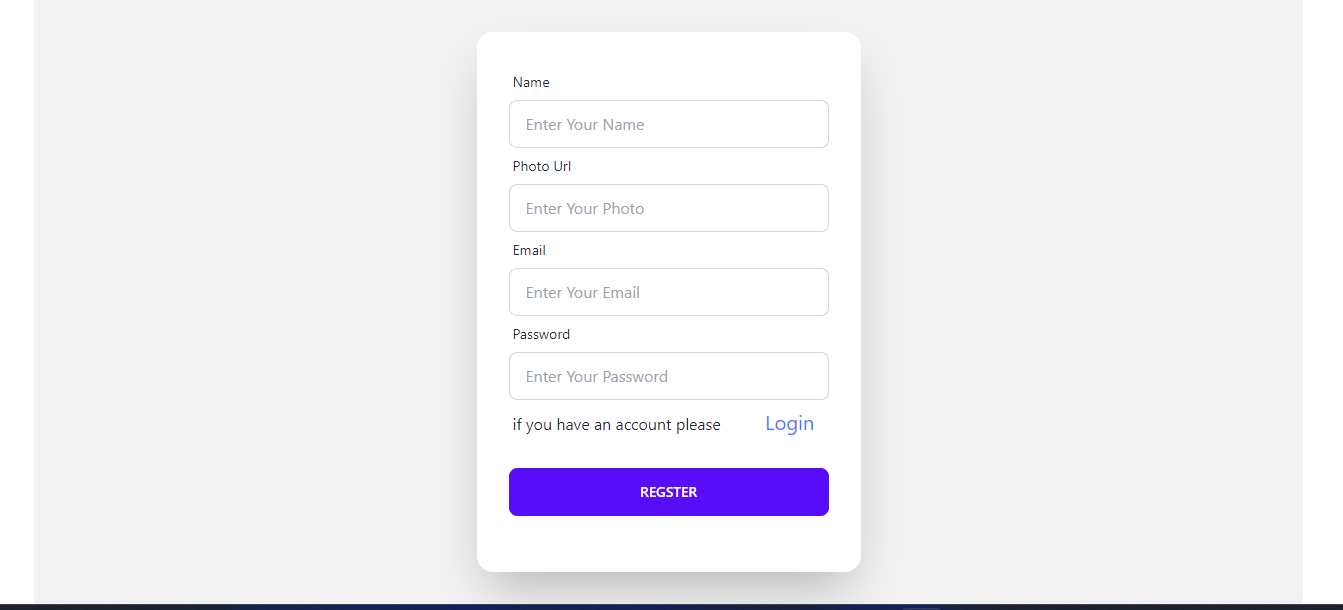 Name
Enter Your Name
Photo Url
Enter Your Photo
Email
Enter Your Email
Password
Enter Your Password
if you have an account please Login
REGSTER